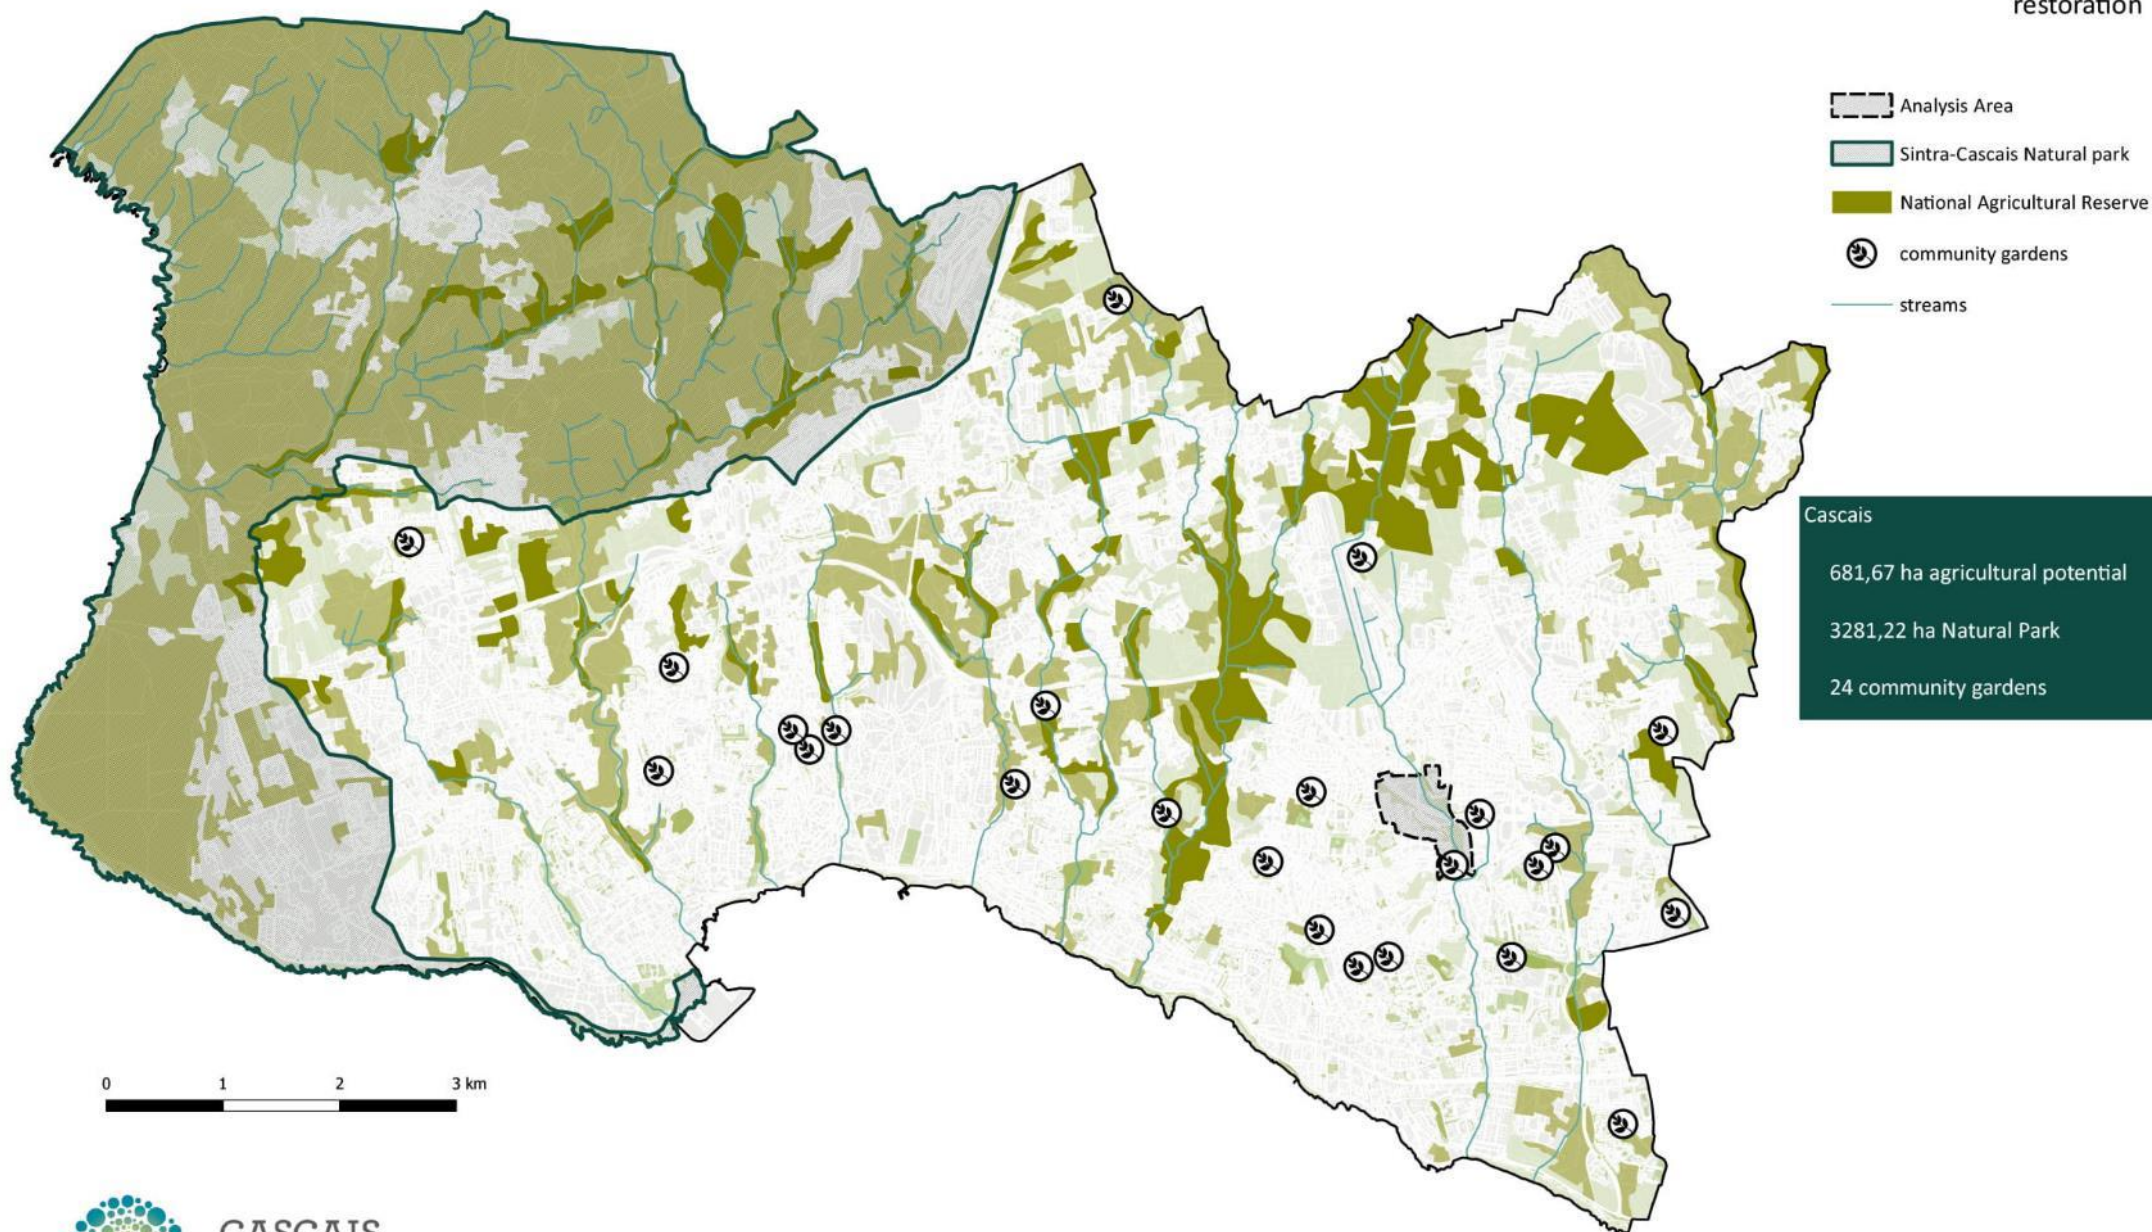 restoration
Analysis Area
Sintra-Cascais Natural park
National Agricultural Reserve
community gardens
streams
Cascais
681,67 ha agricultural potential
3281,22 ha Natural Park
24 community gardens
0 1 2 3 km
CASCAIS